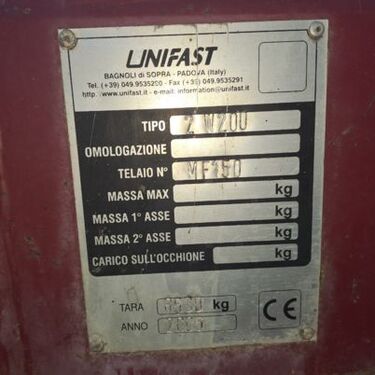 UNIFAST
BAGNOLI di SOPRA - PADOVA (Italy)
Tel. (+39) 049.9535200 - Fax (+39) 049.9535291
http://www.unifast.it - e-mail: information@unifast.it
TIPO Z W200
OMOLOGAZIONE
TELAIO N° MF150
MASSA MAX kg
MASSA 1° ASSE kg
MASSA 2° ASSE kg
CARICO SULL'OCCHIONE kg
TARA kg
ANNO
CE